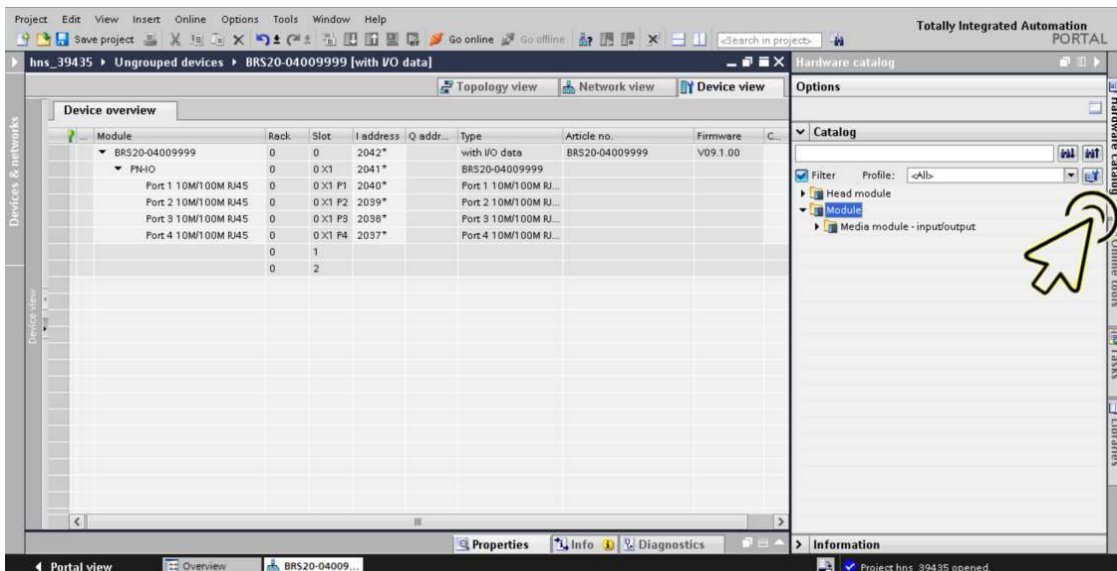 Project Edit View Insert Online Options Tools Window Help
Totally Integrated Automation
PORTAL
Save project Go online Go offline <Search in project>
hns_39435 ▸ Ungrouped devices ▸ BRS20-04009999 [with I/O data]
Hardware catalog
Topology view Network view Device view
Options
Device overview
Module Rack Slot I address Q addr... Type Article no. Firmware C...
BRS20-04009999 0 0 2042* with I/O data BRS20-04009999 V09.1.00
PN-IO 0 0 X1 2041* BRS20-04009999
Port 1 10M/100M RJ45 0 0 X1 P1 2040* Port 1 10M/100M RJ...
Port 2 10M/100M RJ45 0 0 X1 P2 2039* Port 2 10M/100M RJ...
Port 3 10M/100M RJ45 0 0 X1 P3 2038* Port 3 10M/100M RJ...
Port 4 10M/100M RJ45 0 0 X1 P4 2037* Port 4 10M/100M RJ...
0 1
0 2
Catalog
Filter Profile: <All>
Head module
Module
Media module - input/output
Information
Devices & networks
Device view
Hardware catalog
Online tools
Tasks
Libraries
Properties Info Diagnostics
Portal view Overview BRS20-04009... Project hns_39435 opened.